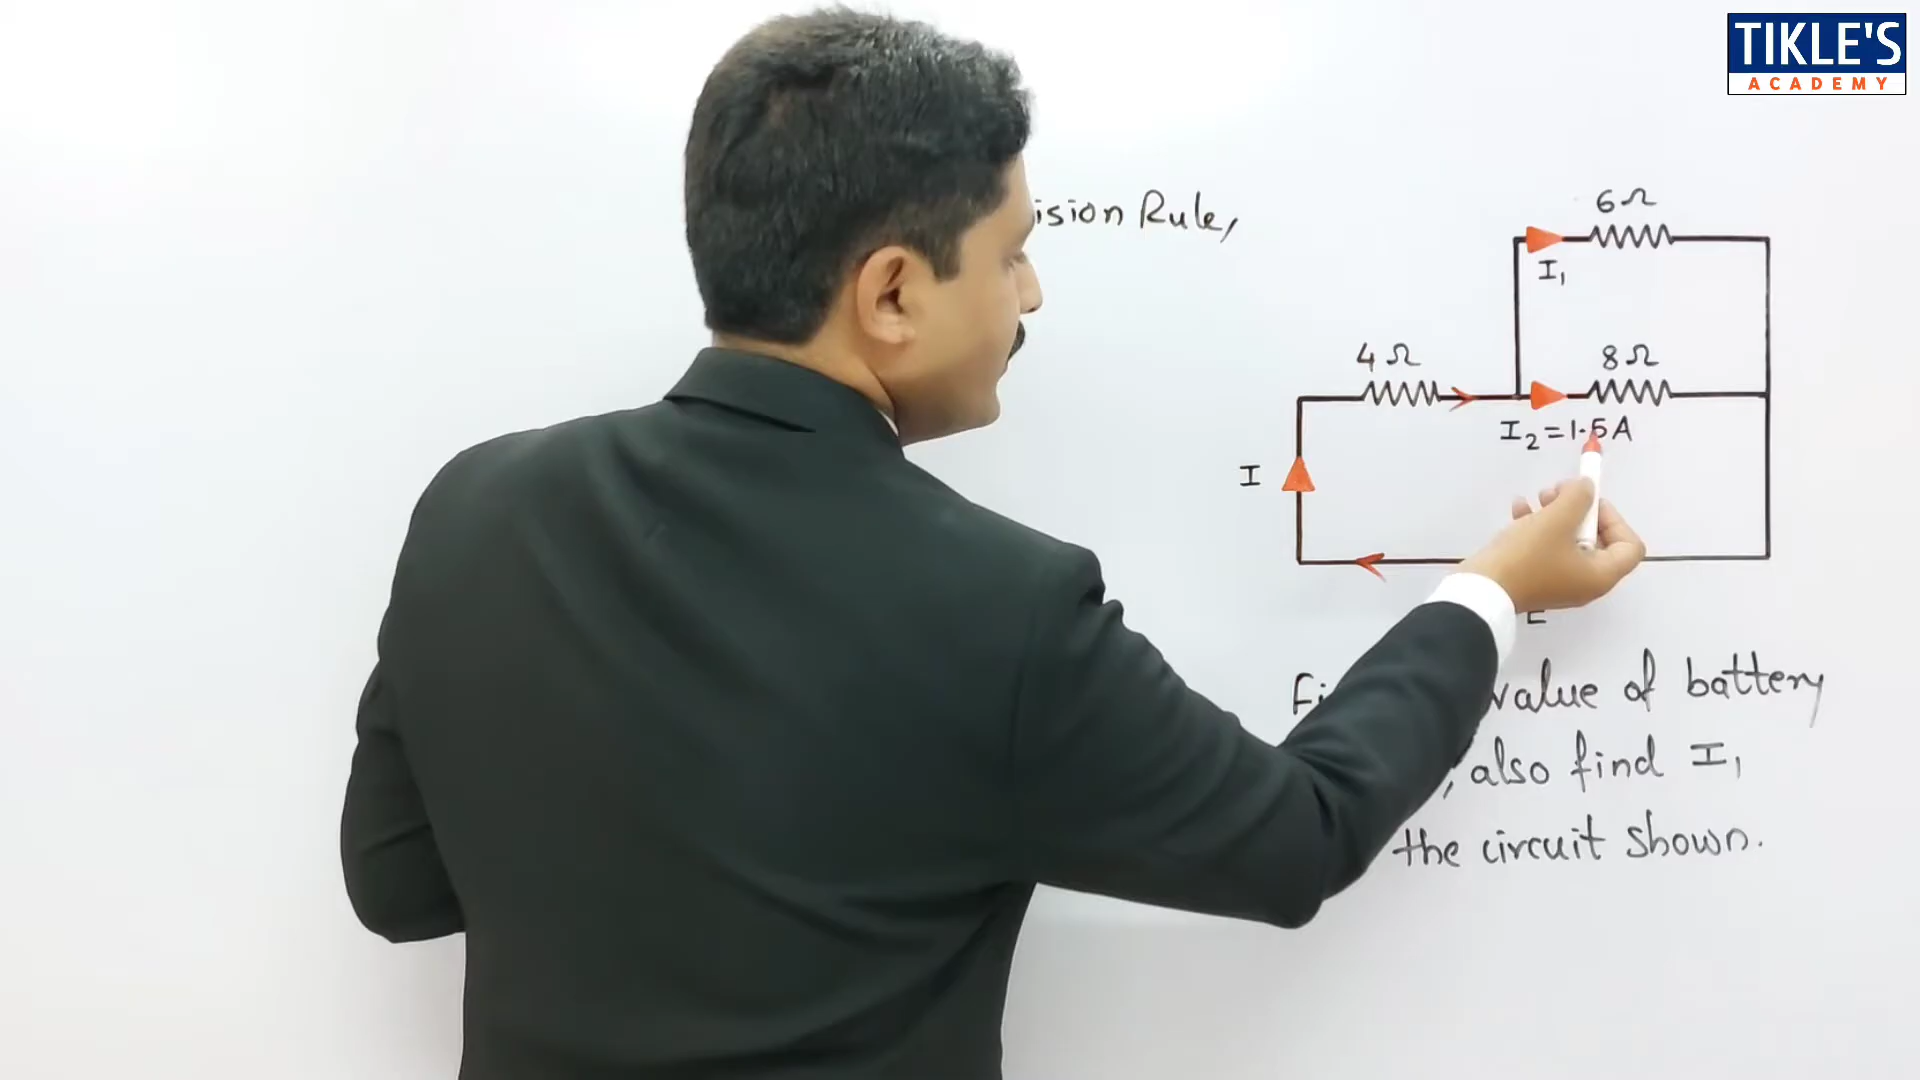 TIKLE'S
ACADEMY
ision Rule,
6Ω
I₁
4Ω
8Ω
I₂ = 1.5A
I
E
value of battery
, also find I₁
the circuit shown.